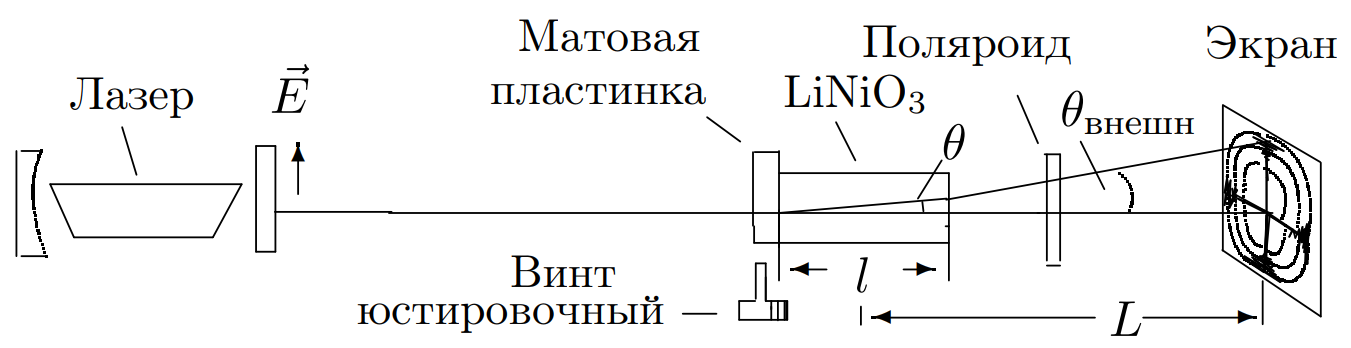 Лазер
E⃗
Матовая
пластинка
LiNiO₃
Поляроид
Экран
θ
θвнешн
Винт
юстировочный
l
L